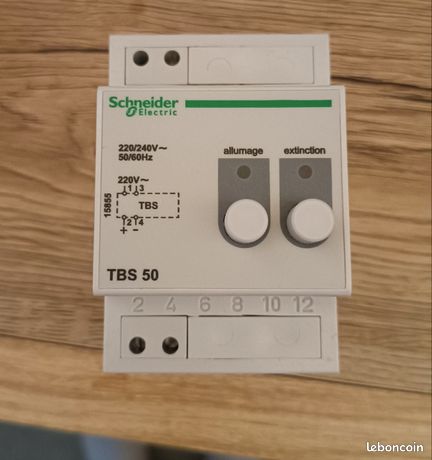 Schneider
Electric
220/240V~
50/60Hz
allumage
extinction
220V~
1 3
15855
TBS
2 4
+ -
TBS 50
2 4 6 8 10 12
leboncoin